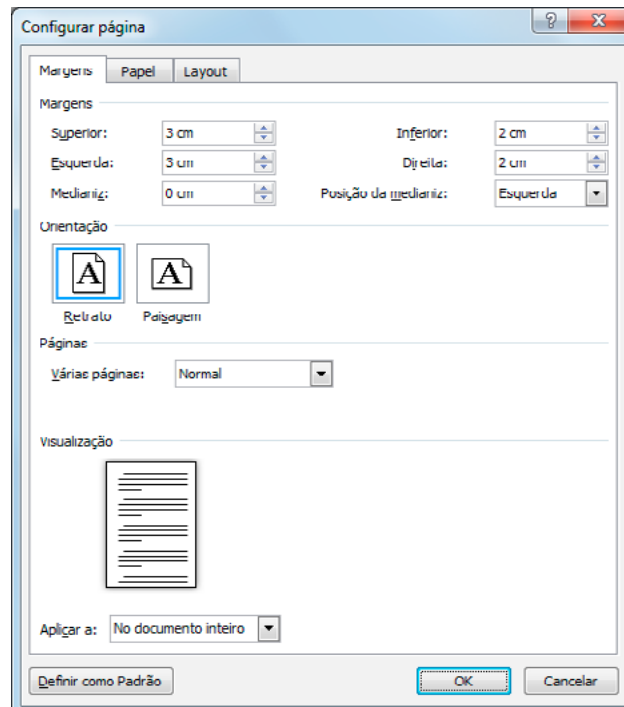 Configurar página
Margens Papel Layout
Margens
Superior: 3 cm Inferior: 2 cm
Esquerda: 3 cm Direita: 2 cm
Medianiz: 0 cm Posição da medianiz: Esquerda
Orientação
A A
Retrato Paisagem
Páginas
Várias páginas: Normal
Visualização
Aplicar a: No documento inteiro
Definir como Padrão OK Cancelar